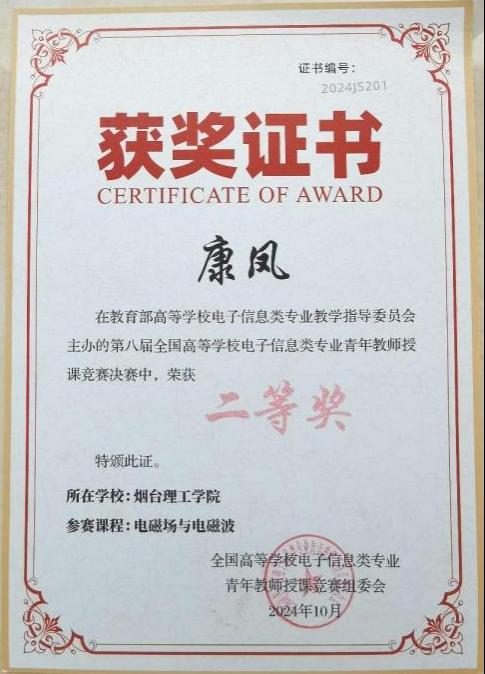 证书编号：
2024JS201
获奖证书
CERTIFICATE OF AWARD
康凤
在教育部高等学校电子信息类专业教学指导委员会
主办的第八届全国高等学校电子信息类专业青年教师授
课竞赛决赛中，荣获
二等奖
特颁此证。
所在学校：烟台理工学院
参赛课程：电磁场与电磁波
全国高等学校电子信息类专业
青年教师授课竞赛组委会
2024年10月